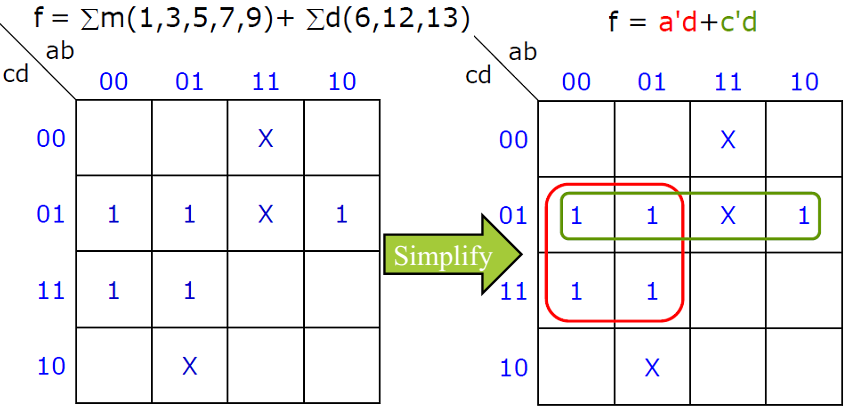 f = ∑m(1,3,5,7,9)+ ∑d(6,12,13)
ab
cd
00 01 11 10
00 X
01 1 1 X 1
11 1 1
10 X
Simplify
f = a'd+c'd
ab
cd
00 01 11 10
00 X
01 1 1 X 1
11 1 1
10 X